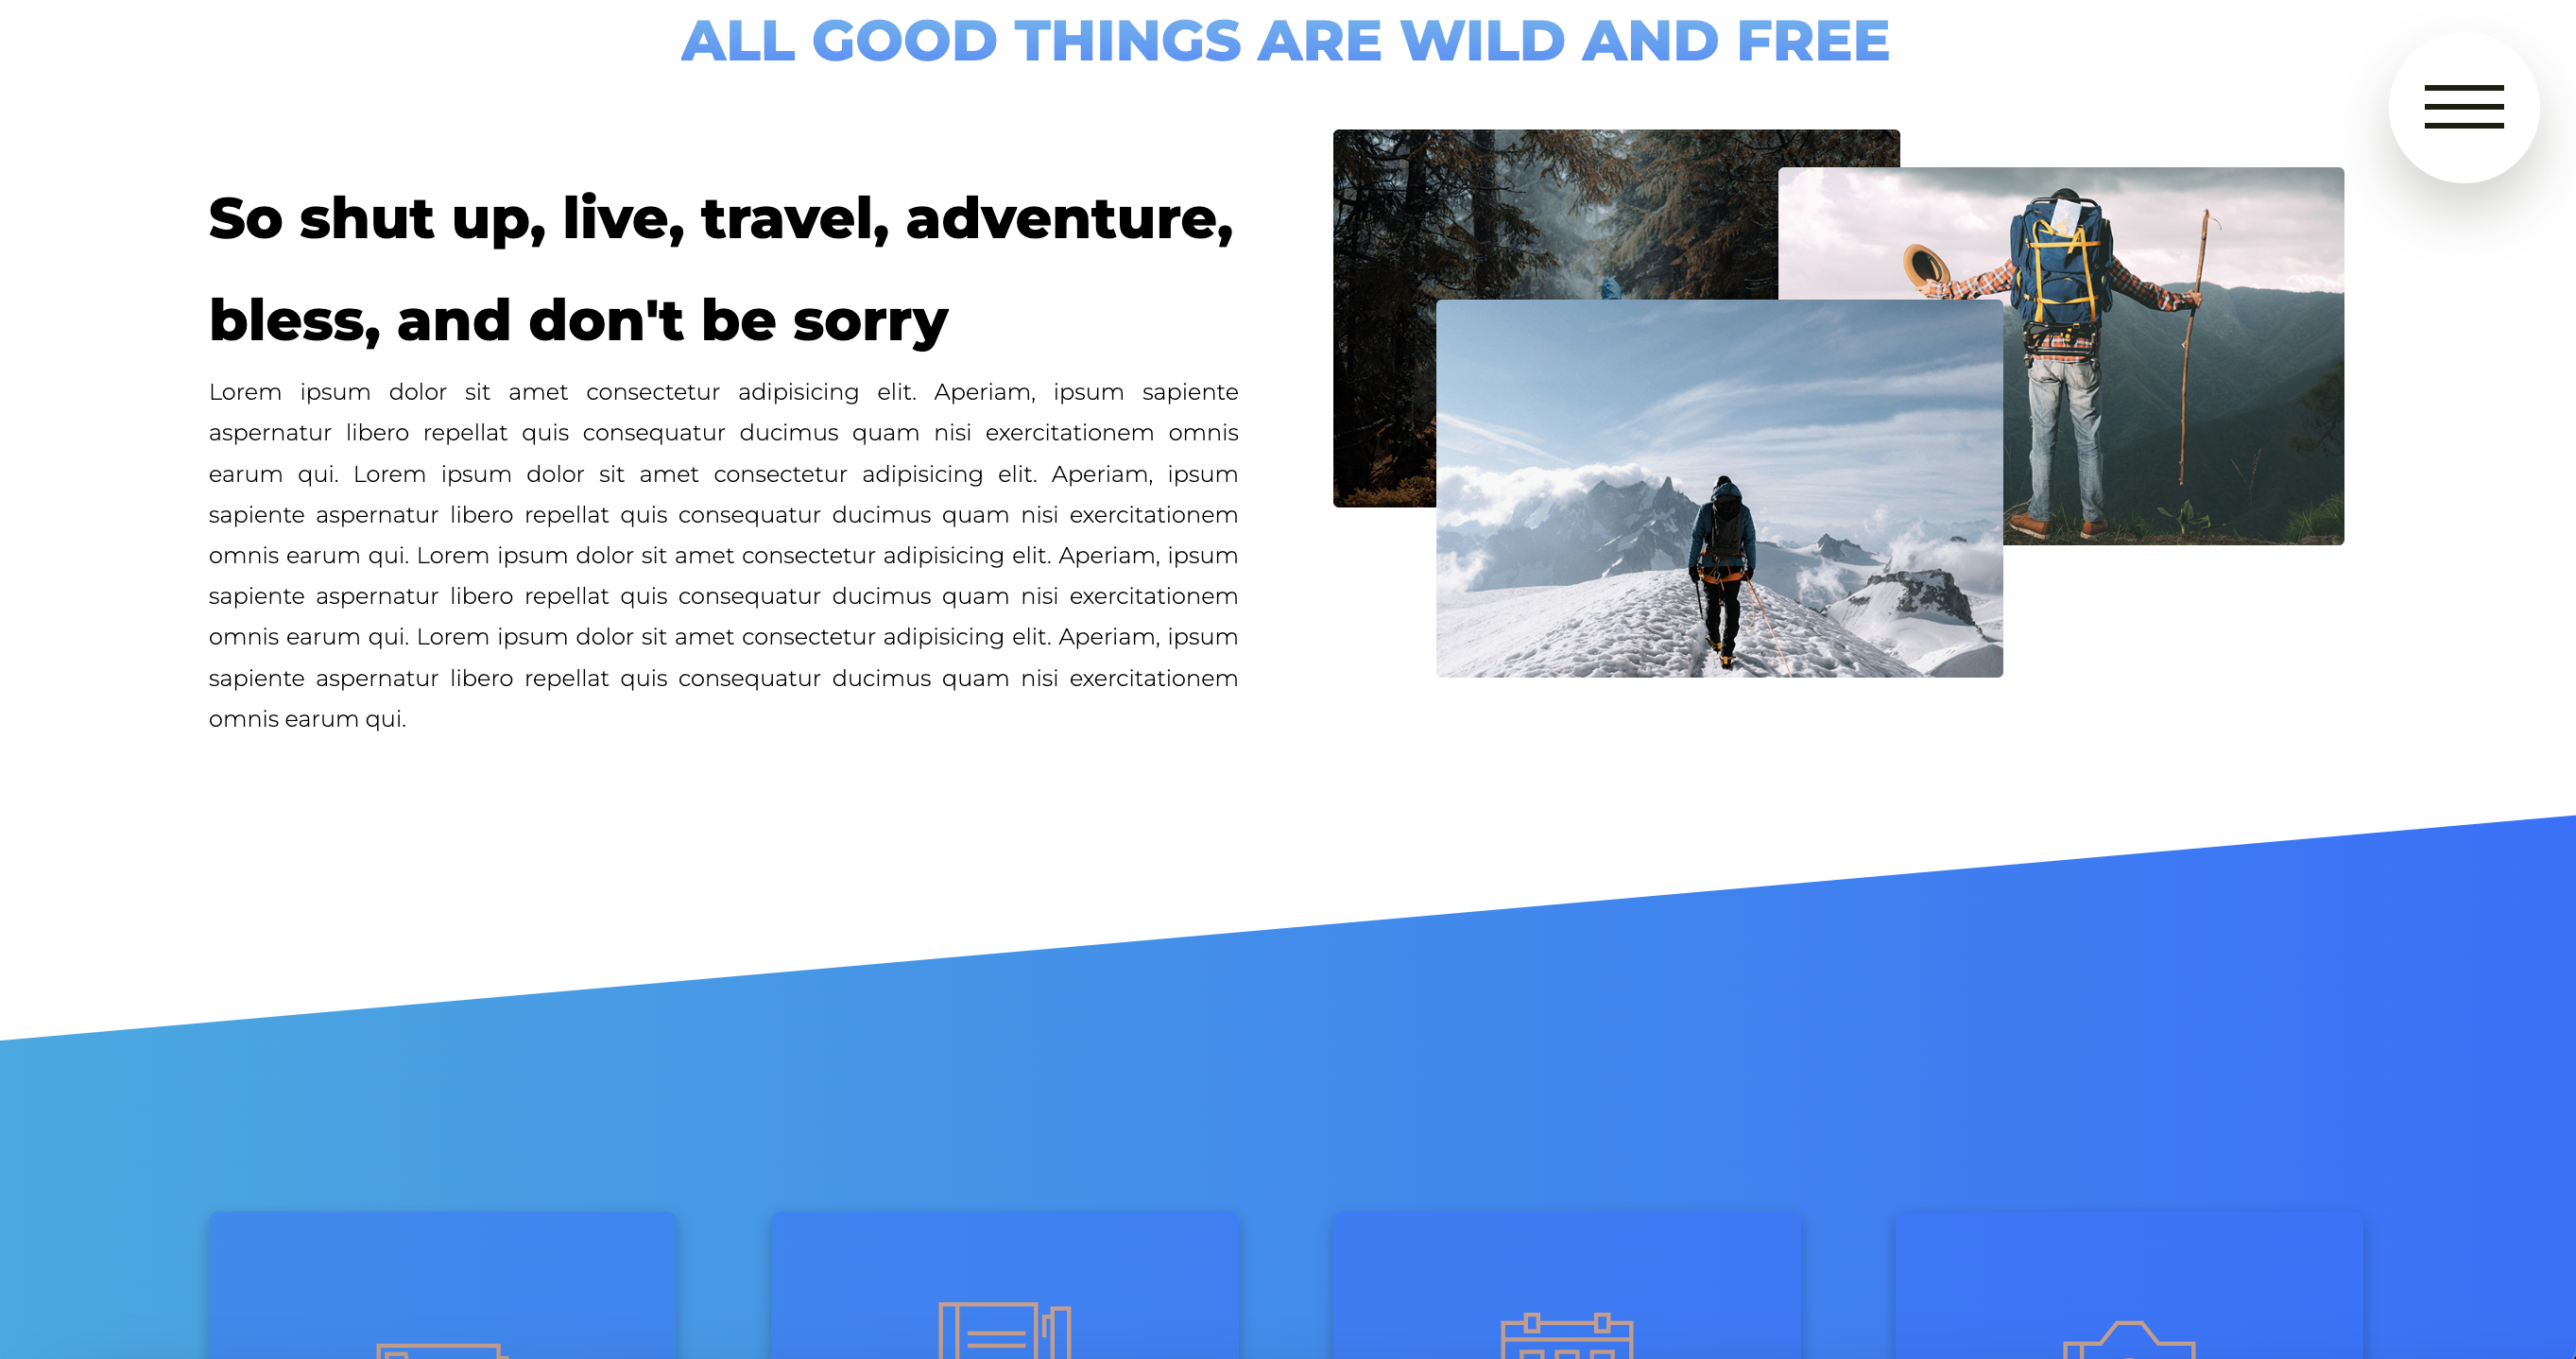 ALL GOOD THINGS ARE WILD AND FREE
So shut up, live, travel, adventure,
bless, and don't be sorry
Lorem ipsum dolor sit amet consectetur adipisicing elit. Aperiam, ipsum sapiente
aspernatur libero repellat quis consequatur ducimus quam nisi exercitationem omnis
earum qui. Lorem ipsum dolor sit amet consectetur adipisicing elit. Aperiam, ipsum
sapiente aspernatur libero repellat quis consequatur ducimus quam nisi exercitationem
omnis earum qui. Lorem ipsum dolor sit amet consectetur adipisicing elit. Aperiam, ipsum
sapiente aspernatur libero repellat quis consequatur ducimus quam nisi exercitationem
omnis earum qui. Lorem ipsum dolor sit amet consectetur adipisicing elit. Aperiam, ipsum
sapiente aspernatur libero repellat quis consequatur ducimus quam nisi exercitationem
omnis earum qui.